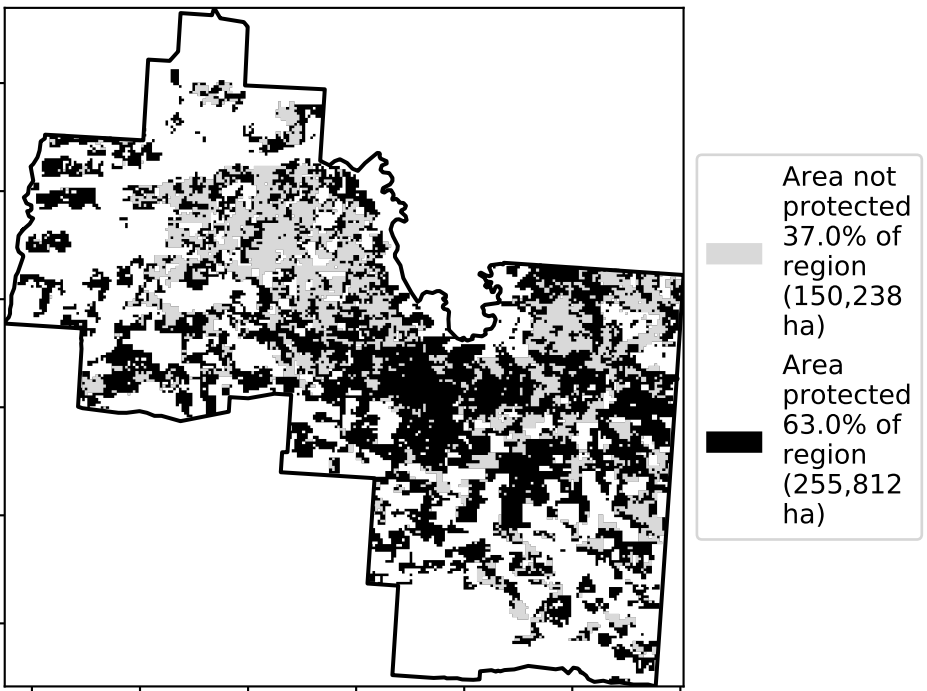 Area not
protected
37.0% of
region
(150,238
ha)
Area
protected
63.0% of
region
(255,812
ha)